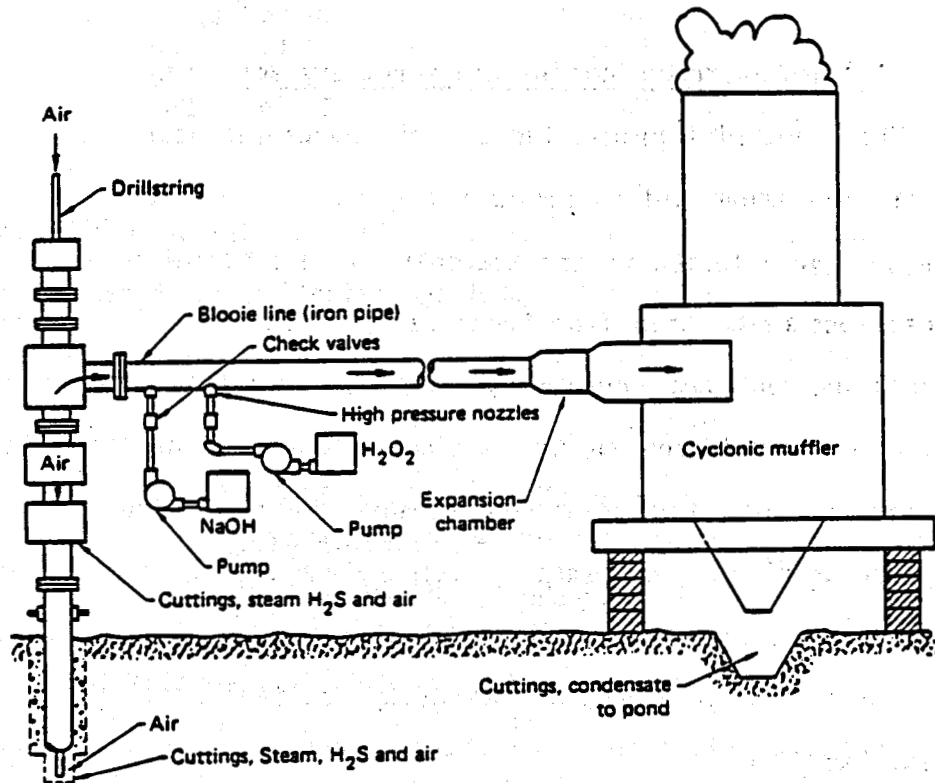 Air
Drillstring
Blooie line (iron pipe)
Check valves
High pressure nozzles
H₂O₂
Air
Cyclonic muffler
NaOH
Pump
Expansion
chamber
Pump
Cuttings, steam H₂S and air
Cuttings, condensate
to pond
Air
Cuttings, Steam, H₂S and air